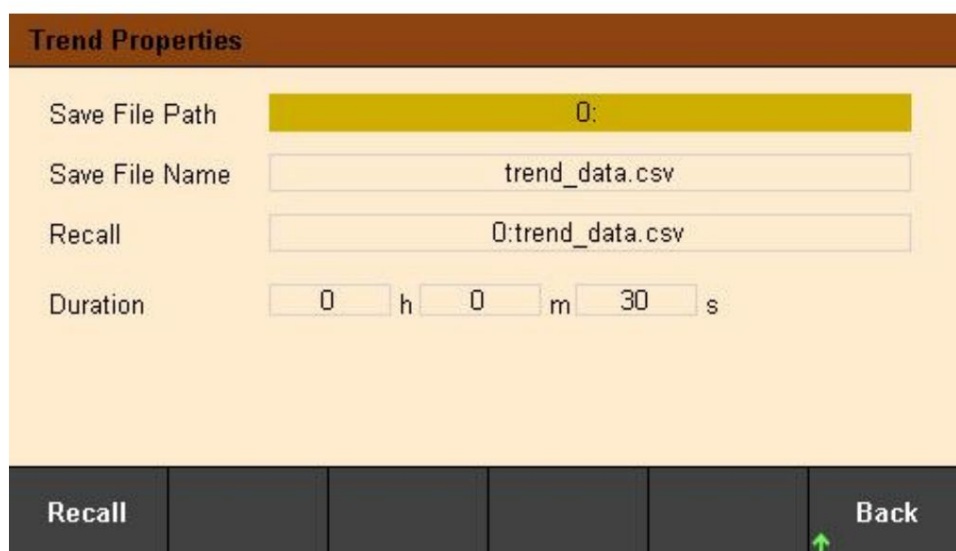 Trend Properties
Save File Path 0:
Save File Name trend_data.csv
Recall 0:trend_data.csv
Duration 0 h 0 m 30 s
Recall Back